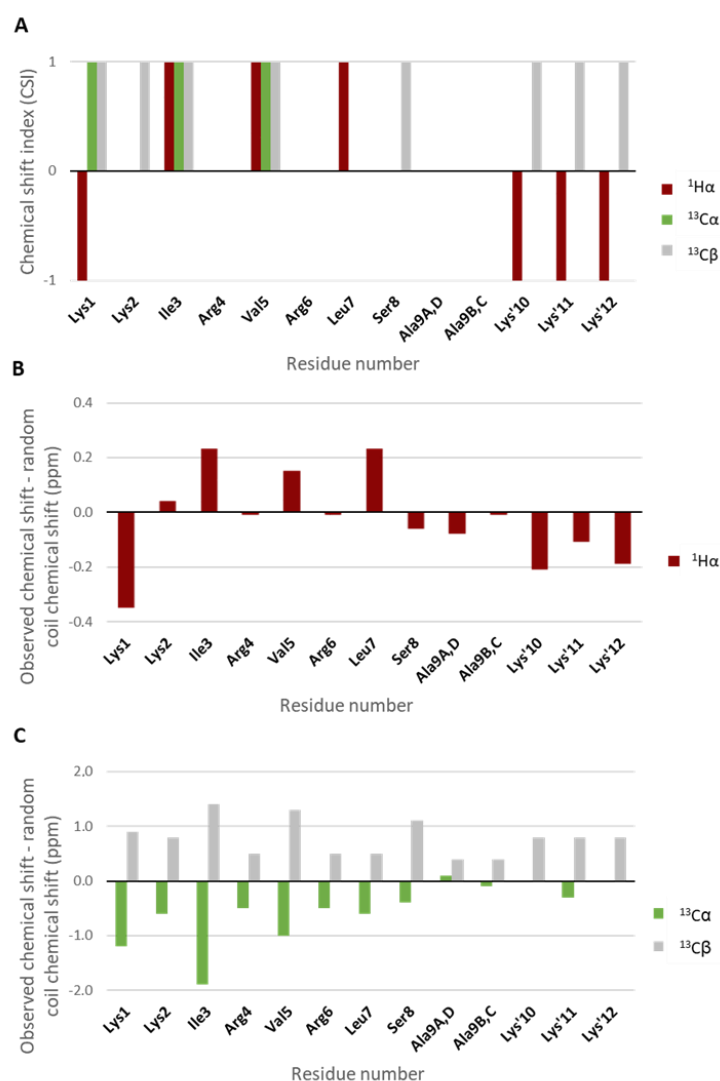 A
Chemical shift index (CSI)
1
0
-1
Lys1
Lys2
Ile3
Arg4
Val5
Arg6
Leu7
Ser8
Ala9A,D
Ala9B,C
Lys'10
Lys'11
Lys'12
Residue number
¹Hα
¹³Cα
¹³Cβ
B
Observed chemical shift - random
coil chemical shift (ppm)
0.4
0.2
0.0
-0.2
-0.4
Lys1
Lys2
Ile3
Arg4
Val5
Arg6
Leu7
Ser8
Ala9A,D
Ala9B,C
Lys'10
Lys'11
Lys'12
Residue number
¹Hα
C
Observed chemical shift - random
coil chemical shift (ppm)
2.0
1.0
0.0
-1.0
-2.0
Lys1
Lys2
Ile3
Arg4
Val5
Arg6
Leu7
Ser8
Ala9A,D
Ala9B,C
Lys'10
Lys'11
Lys'12
Residue number
¹³Cα
¹³Cβ